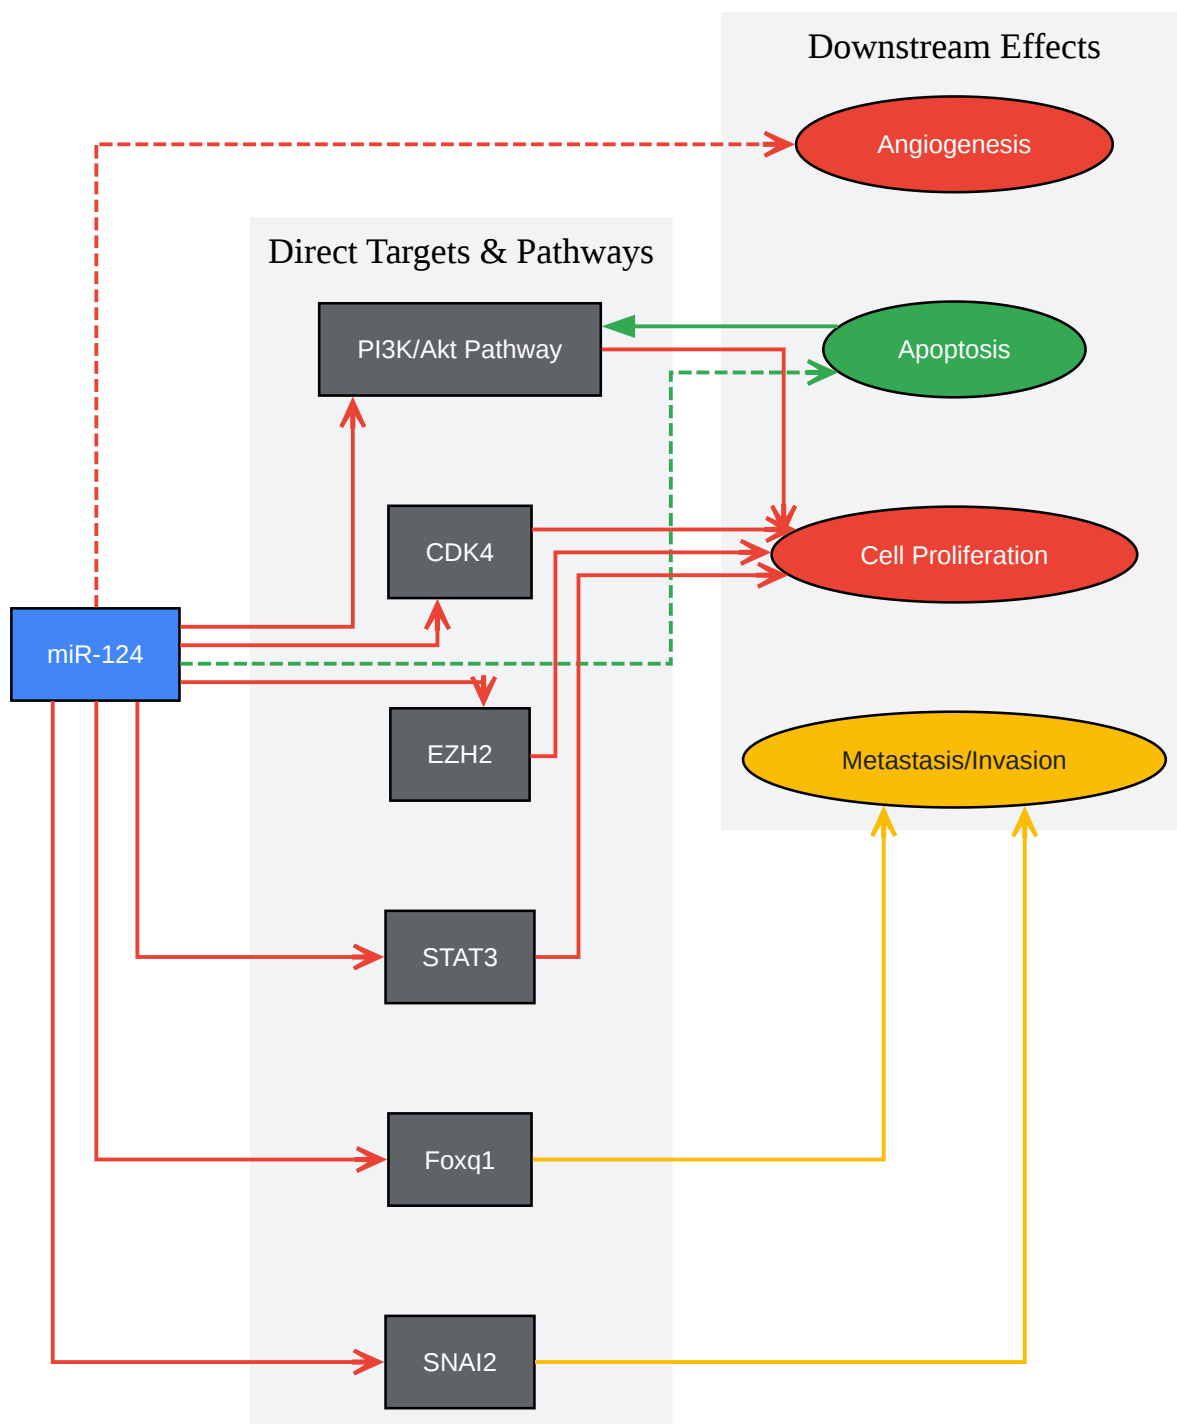 Downstream Effects
Angiogenesis
Direct Targets & Pathways
PI3K/Akt Pathway
Apoptosis
CDK4
Cell Proliferation
miR-124
EZH2
Metastasis/Invasion
STAT3
Foxq1
SNAI2